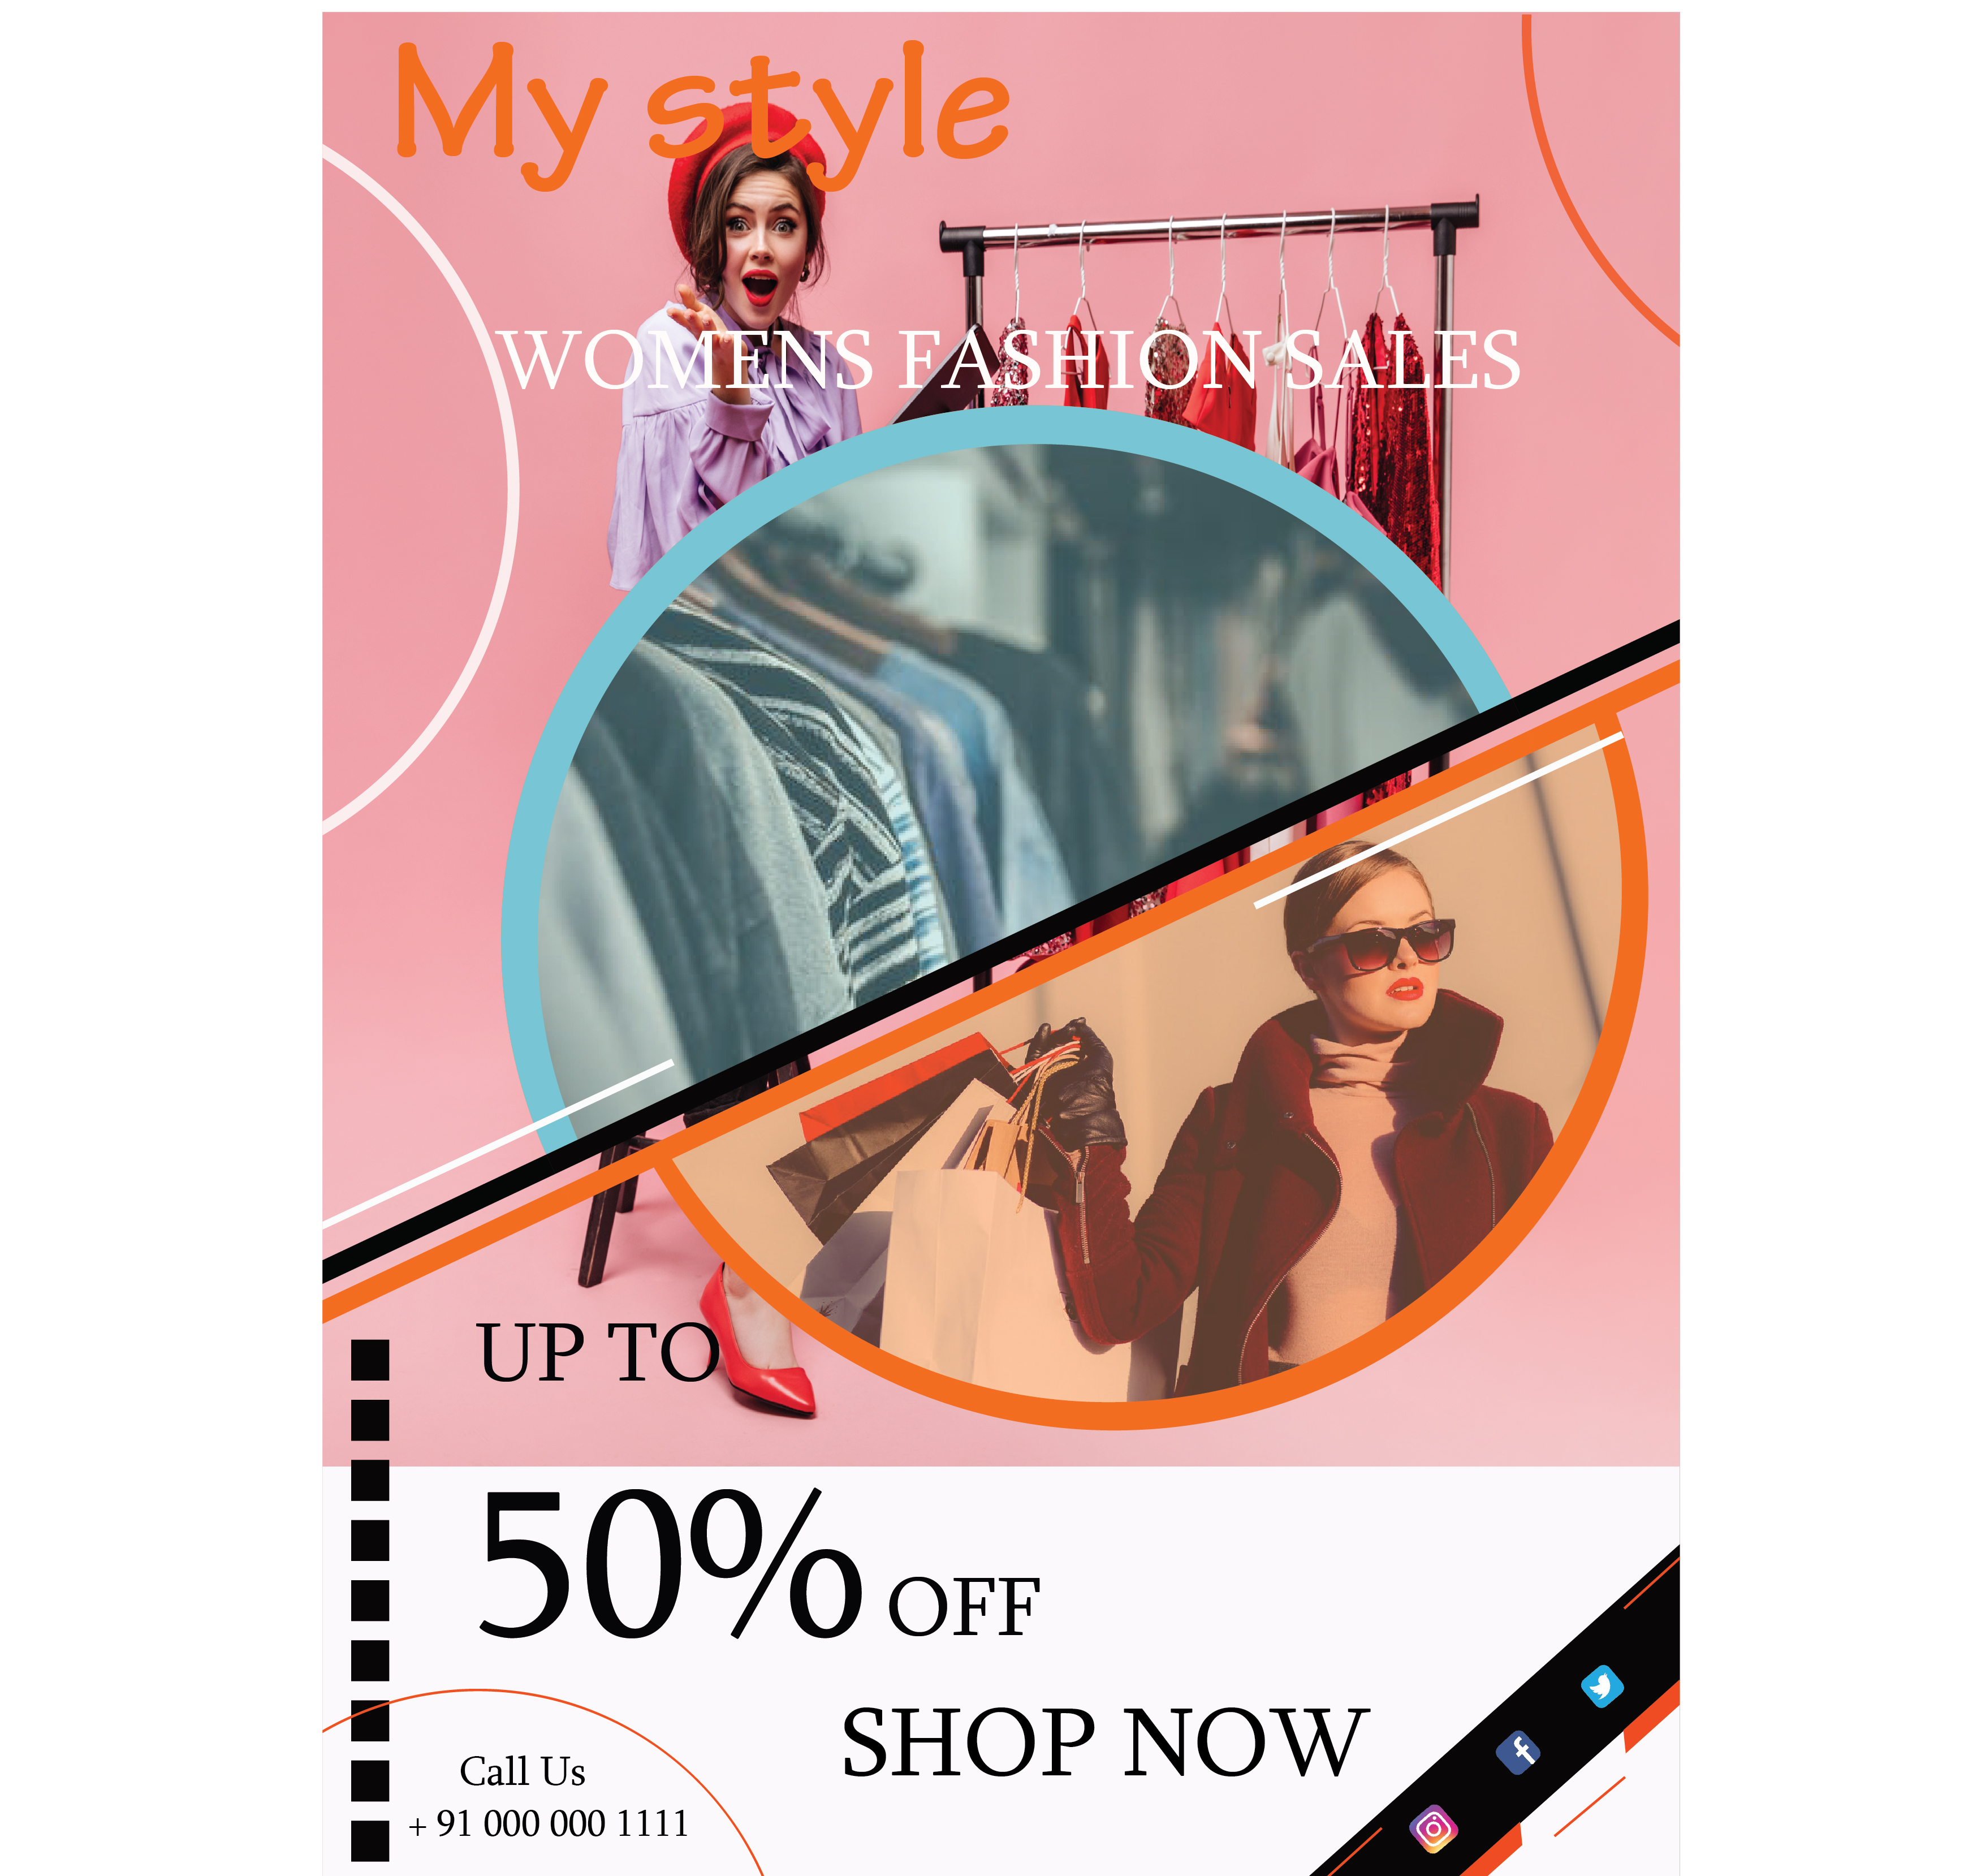 My style
WOMENS FASHION SALES
UP TO
50% OFF
SHOP NOW
Call Us
+ 91 000 000 1111